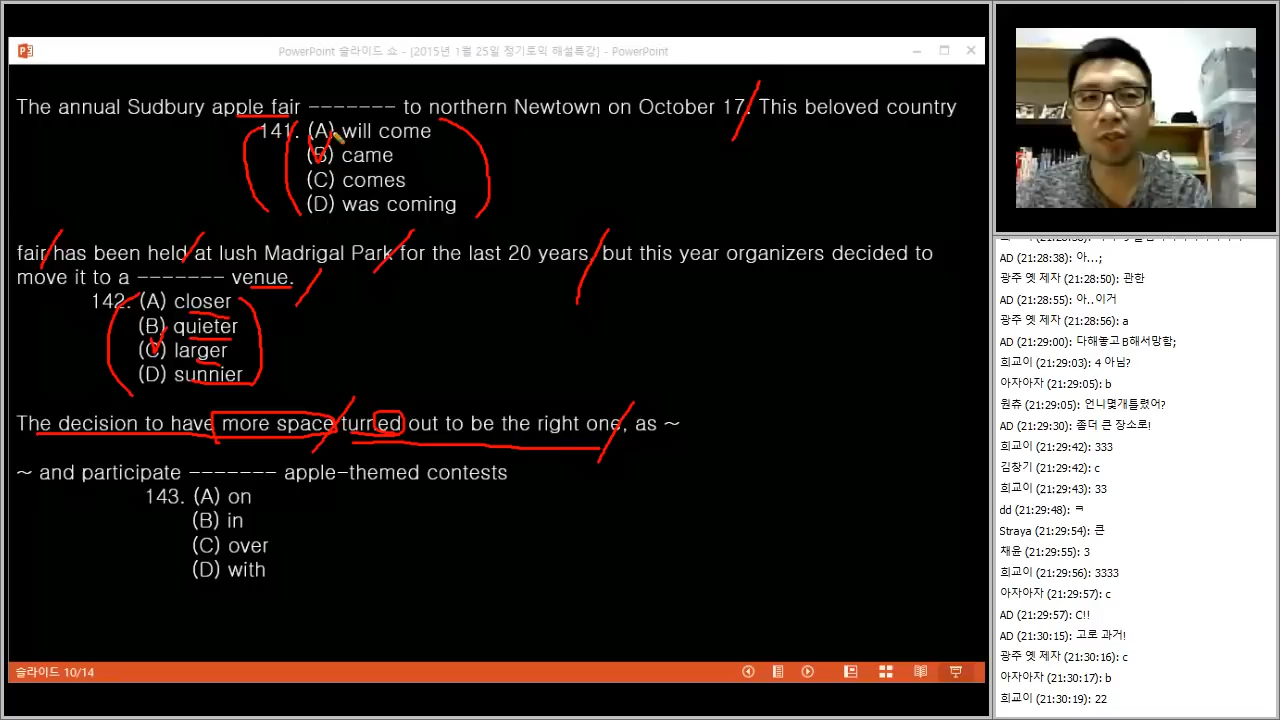 PowerPoint 슬라이드 쇼 - [2015년 1월 25일 정기토익 해설특강] - PowerPoint
The annual Sudbury apple fair ------- to northern Newtown on October 17. This beloved country
141. (A) will come
(B) came
(C) comes
(D) was coming
fair has been held at lush Madrigal Park for the last 20 years, but this year organizers decided to
move it to a ------- venue.
142. (A) closer
(B) quieter
(C) larger
(D) sunnier
The decision to have more space turned out to be the right one, as ~
~ and participate ------- apple-themed contests
143. (A) on
(B) in
(C) over
(D) with
슬라이드 10/14
AD (21:28:38): 아...;
광주 옛 제자 (21:28:50): 관한
AD (21:28:55): 아..이거
광주 옛 제자 (21:28:56): a
AD (21:29:00): 다해놓고 B해서망함;
희교이 (21:29:03): 4 아님?
아자아자 (21:29:05): b
원츄 (21:29:05): 언니몇개틀렸어?
AD (21:29:30): 좀더 큰 장소로!
희교이 (21:29:42): 333
김창기 (21:29:42): c
희교이 (21:29:43): 33
dd (21:29:48): ㅋ
Straya (21:29:54): 큰
채윤 (21:29:55): 3
희교이 (21:29:56): 3333
아자아자 (21:29:57): c
AD (21:29:57): C!!
AD (21:30:15): 고로 과거!
광주 옛 제자 (21:30:16): c
아자아자 (21:30:17): b
희교이 (21:30:19): 22